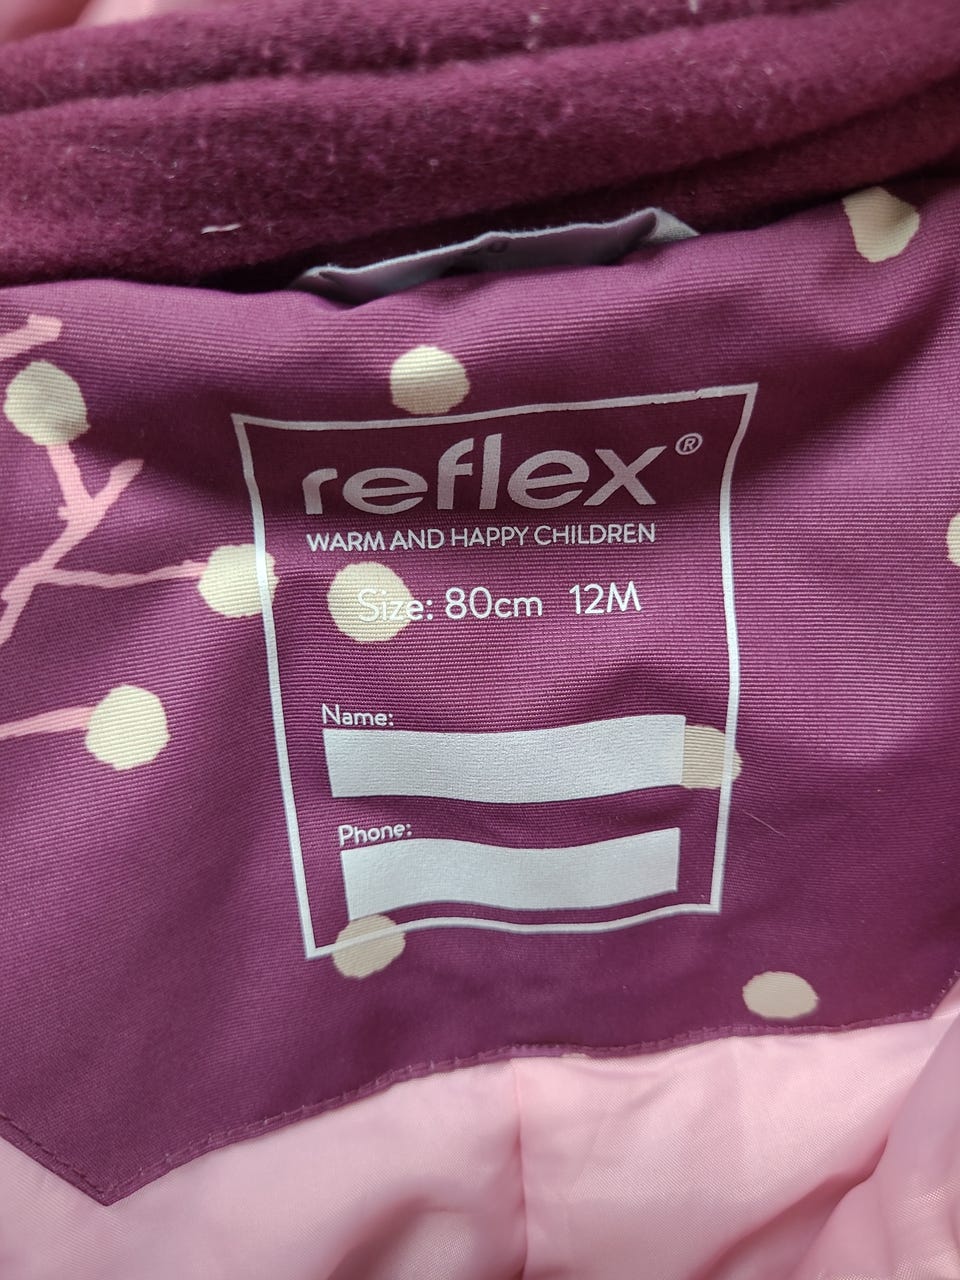 reflex®
WARM AND HAPPY CHILDREN
Size: 80cm 12M
Name:
Phone: